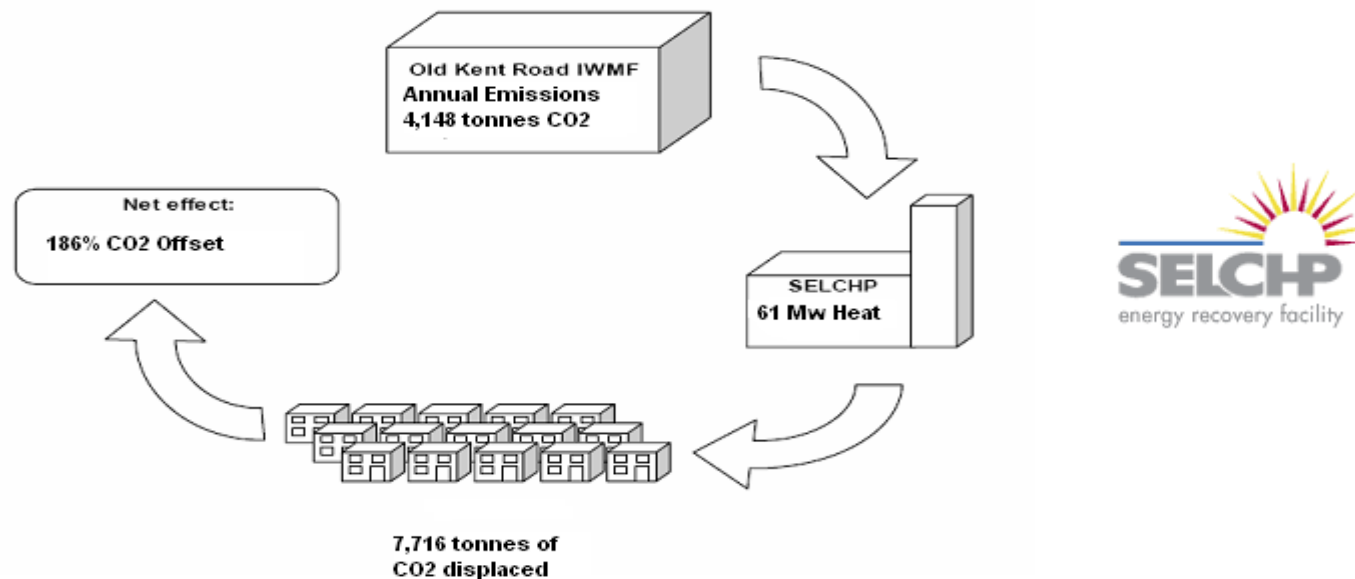 Old Kent Road IWMF
Annual Emissions
4,148 tonnes CO2
Net effect:
186% CO2 Offset
SELCHP
61 Mw Heat
SELCHP
energy recovery facility
7,716 tonnes of
CO2 displaced